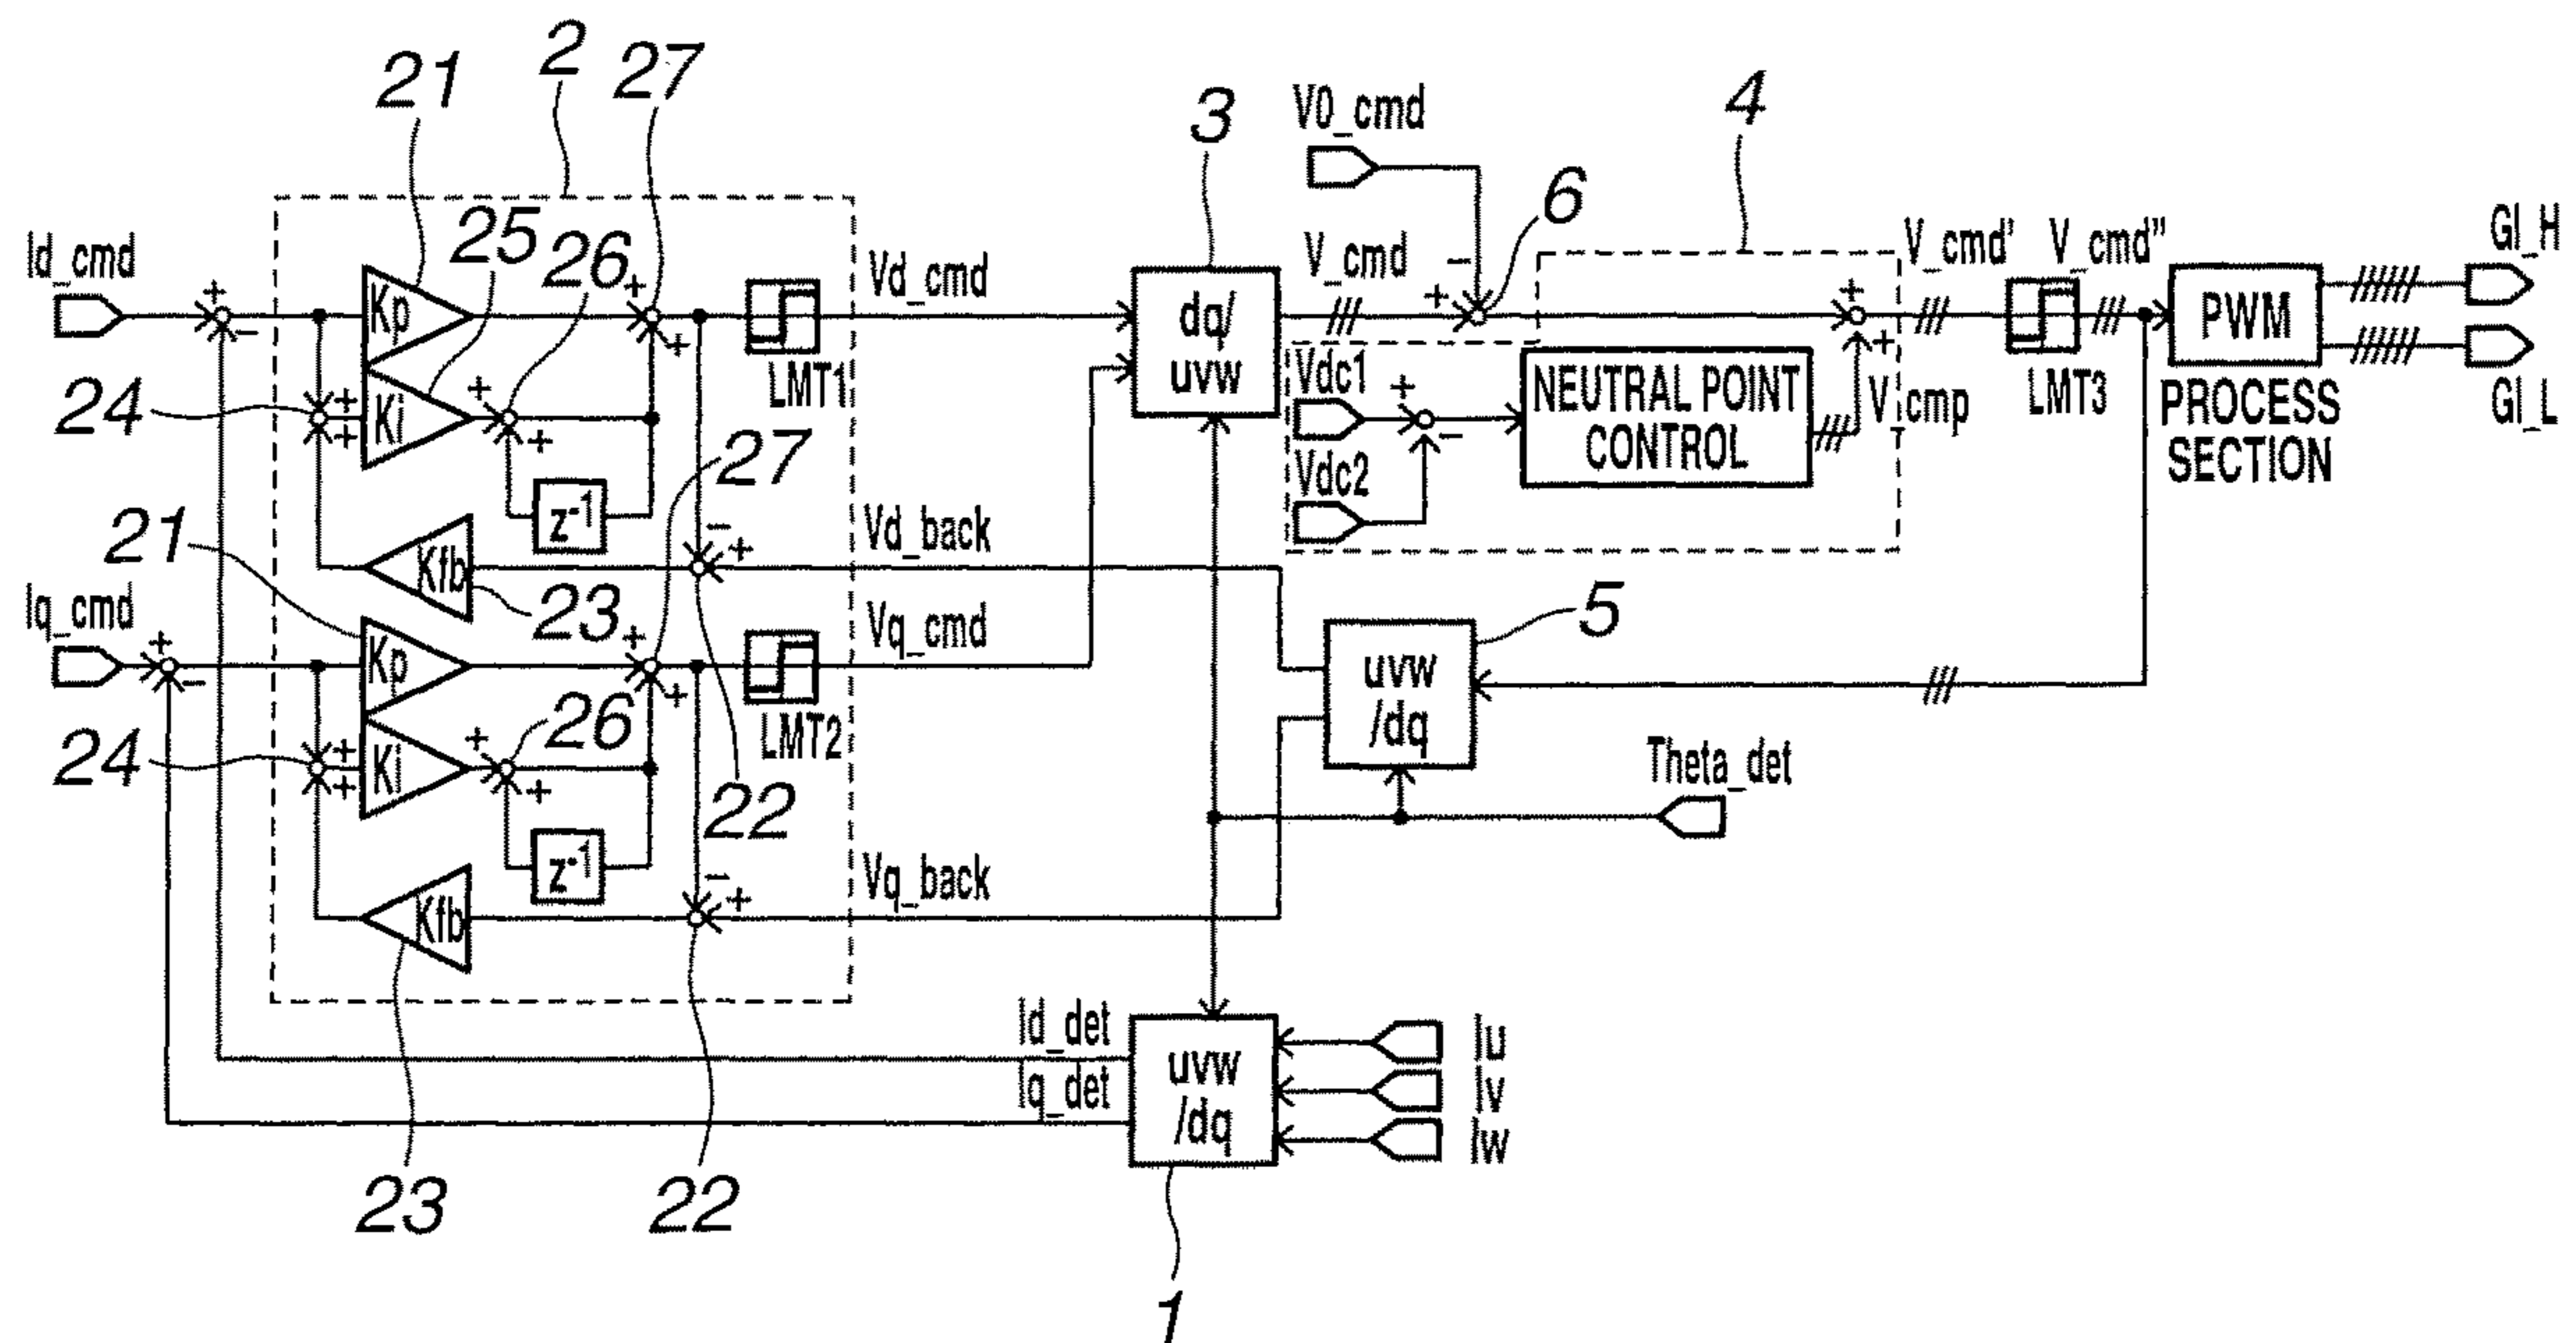 2
27
21
3
V0_cmd
4
6
25
26
Id_cmd
Kp
Vd_cmd
dq/
uvw
V_cmd
V_cmd'
V_cmd"
GI_H
PWM
PROCESS
SECTION
GI_L
LMT1
LMT3
24
Ki
Vdc1
Vdc2
NEUTRAL POINT
CONTROL
V_cmp
27
z-1
21
Kfb
23
Vd_back
Iq_cmd
Kp
Vq_cmd
5
uvw
/dq
LMT2
26
24
Ki
22
Theta_det
z-1
Kfb
Vq_back
Id_det
Iq_det
uvw
/dq
Iu
Iv
Iw
23
22
1